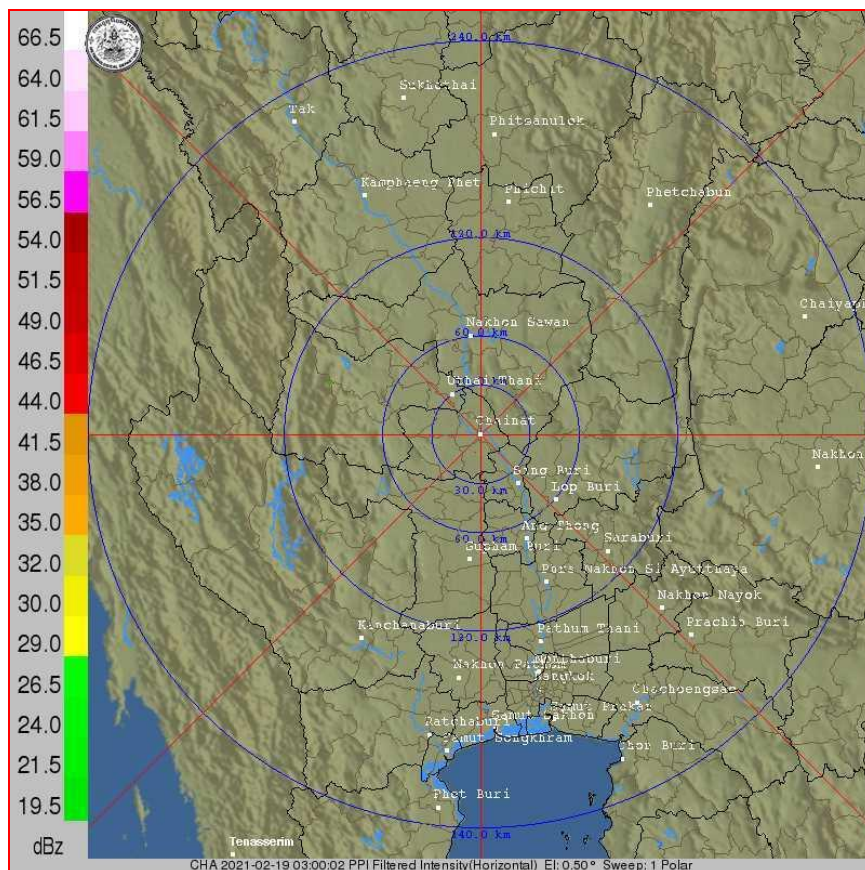 66.5
64.0
61.5
59.0
56.5
54.0
51.5
49.0
46.5
44.0
41.5
38.0
35.0
32.0
30.0
29.0
26.5
24.0
21.5
19.5
dBz
240.0 km
Sukhothai
Tak
Phitsanulok
Kamphaeng Phet
Phichit
Phetchabun
120.0 km
Chaiyap
Nakhon Sawan
60.0 km
Uthai Thani
Chainat
Nakhon
Sing Buri
30.0 km
Lop Buri
Ang Thong
60.0 km
Suphan Buri
Saraburi
Pora Nakhon Si Ayutthaya
Nakhon Nayok
Kanchanaburi
120.0 km
Pathum Thani
Prachin Buri
Nonthaburi
Nakhon Pathom
Bangkok
Chachoengsao
Samut Prakan
Samut Sakhon
Ratchaburi
Samut Songkhram
Chon Buri
Phet Buri
240.0 km
Tenasserim
CHA 2021-02-19 03:00:02 PPI Filtered Intensity(Horizontal) El: 0.50° Sweep: 1 Polar